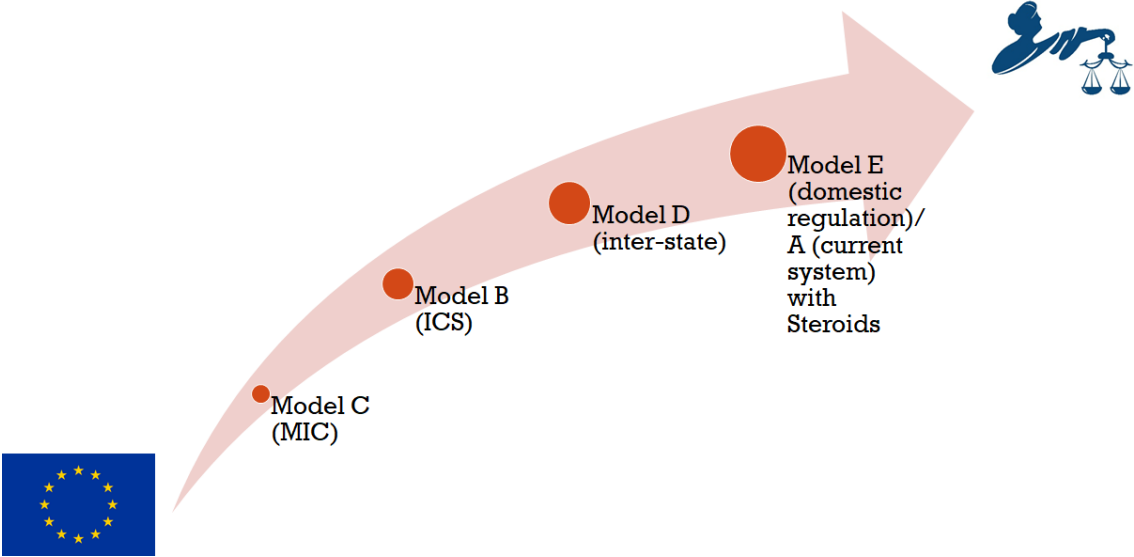 Model C
(MIC)
Model B
(ICS)
Model D
(inter-state)
Model E
(domestic
regulation)/
A (current
system)
with
Steroids